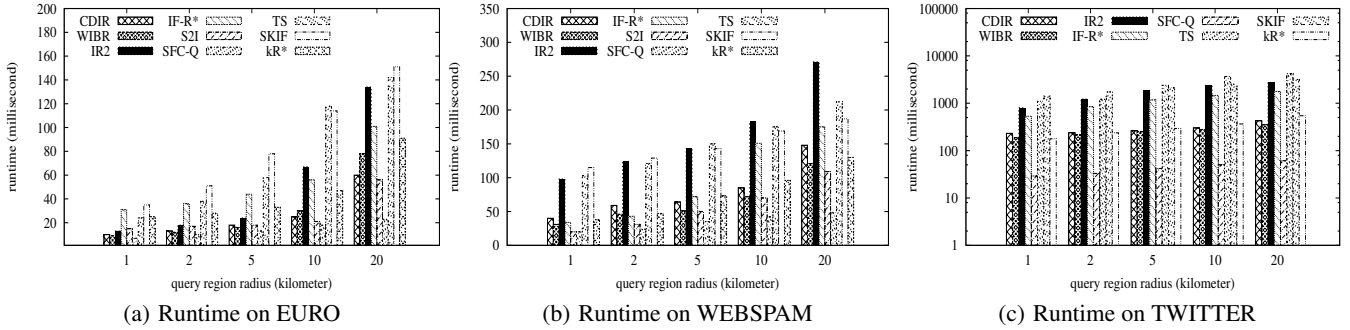 200
180
160
140
120
100
80
60
40
20
runtime (millisecond)
CDIR IF-R* TS
WIBR S2I SKIF
IR2 SFC-Q kR*
1 2 5 10 20
query region radius (kilometer)
(a) Runtime on EURO
350
300
250
200
150
100
50
0
runtime (millisecond)
CDIR IF-R* TS
WIBR S2I SKIF
IR2 SFC-Q kR*
1 2 5 10 20
query region radius (kilometer)
(b) Runtime on WEBSPAM
100000
10000
1000
100
10
1
runtime (millisecond)
CDIR IR2 SFC-Q SKIF
WIBR IF-R* TS kR*
1 2 5 10 20
query region radius (kilometer)
(c) Runtime on TWITTER